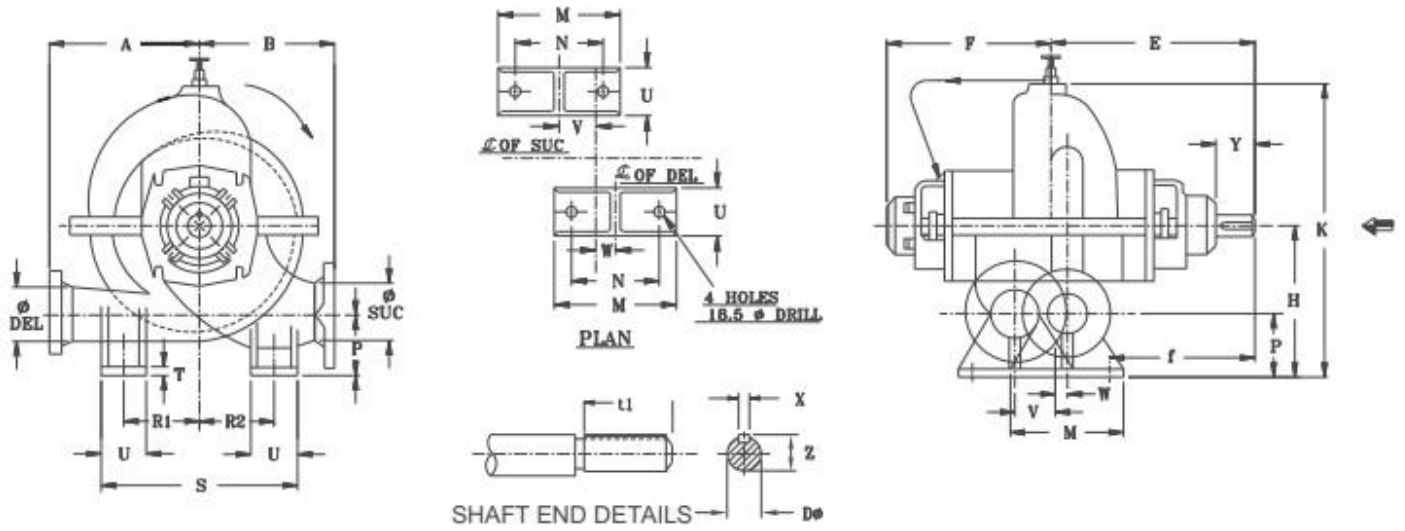 A
B
Ø
DEL
Ø
SUC
P
T
R1
R2
U
U
S
M
N
U
V
℄ OF SUC
℄ OF DEL
U
W
N
M
4 HOLES
18.5 ø DRILL
PLAN
t1
X
Z
SHAFT END DETAILS
Dø
F
E
Y
K
H
P
f
W
V
M